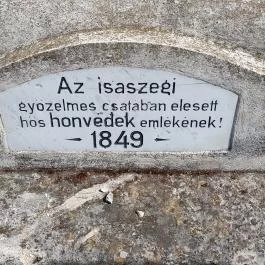 Az isaszegi
győzelmes csatában elesett
hős honvédek emlékének!
- 1849 -